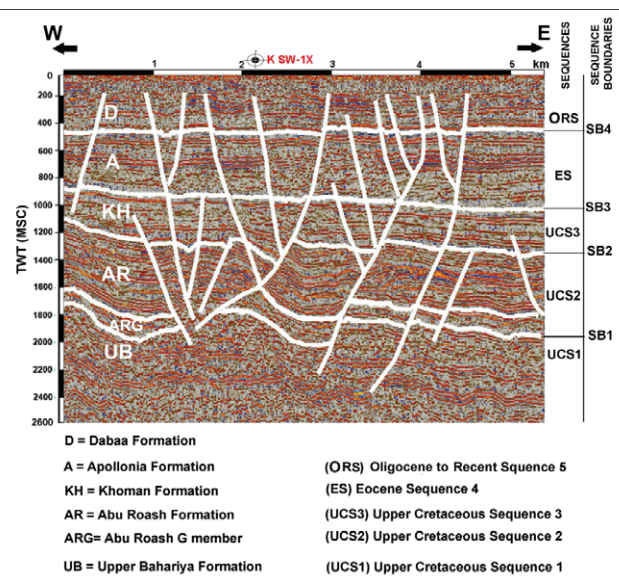 W E
K SW-1X
1 2 3 4 5 km
SEQUENCES
SEQUENCE BOUNDARIES
TWT (MSC)
0
200
400
600
800
1000
1200
1400
1600
1800
2000
2200
2400
2600
D
A
KH
AR
ARG
UB
ORS
SB4
ES
SB3
UCS3
SB2
UCS2
SB1
UCS1
D = Dabaa Formation
A = Apollonia Formation (ORS) Oligocene to Recent Squence 5
KH = Khoman Formation (ES) Eocene Sequence 4
AR = Abu Roash Formation (UCS3) Upper Cretaceous Sequence 3
ARG= Abu Roash G member (UCS2) Upper Cretaceous Sequence 2
UB = Upper Bahariya Formation (UCS1) Upper Cretaceous Sequence 1